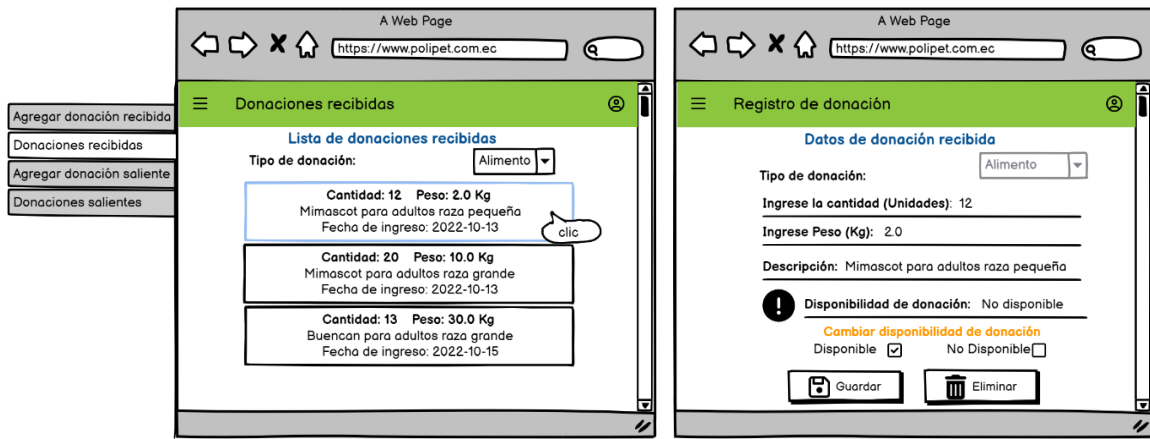 Agregar donación recibida
Donaciones recibidas
Agregar donación saliente
Donaciones salientes
A Web Page
https://www.polipet.com.ec
Donaciones recibidas
Lista de donaciones recibidas
Tipo de donación: Alimento
Cantidad: 12 Peso: 2.0 Kg
Mimascot para adultos raza pequeña
Fecha de ingreso: 2022-10-13
clic
Cantidad: 20 Peso: 10.0 Kg
Mimascot para adultos raza grande
Fecha de ingreso: 2022-10-13
Cantidad: 13 Peso: 30.0 Kg
Buencan para adultos raza grande
Fecha de ingreso: 2022-10-15
A Web Page
https://www.polipet.com.ec
Registro de donación
Datos de donación recibida
Tipo de donación: Alimento
Ingrese la cantidad (Unidades): 12
Ingrese Peso (Kg): 2.0
Descripción: Mimascot para adultos raza pequeña
Disponibilidad de donación: No disponible
Cambiar disponibilidad de donación
Disponible No Disponible
Guardar Eliminar